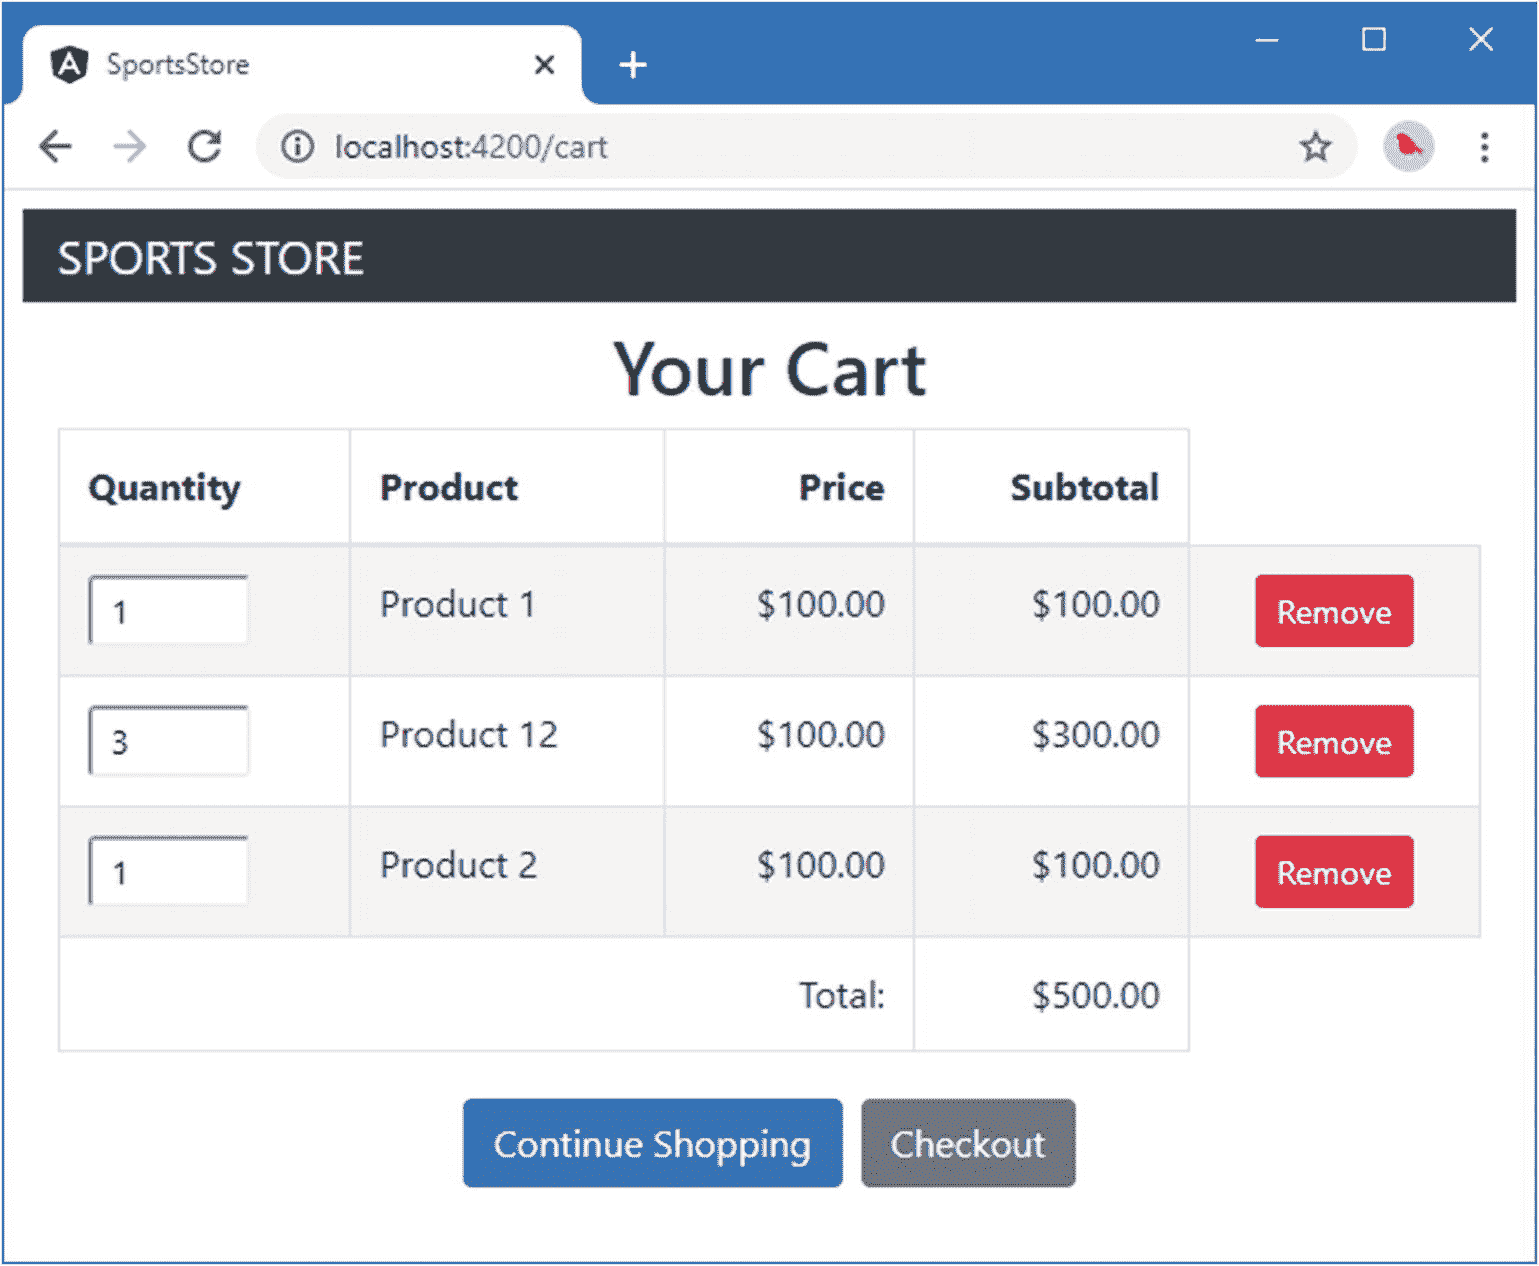 SportsStore
localhost:4200/cart
SPORTS STORE
Your Cart
Quantity Product Price Subtotal
1 Product 1 $100.00 $100.00 Remove
3 Product 12 $100.00 $300.00 Remove
1 Product 2 $100.00 $100.00 Remove
Total: $500.00
Continue Shopping Checkout